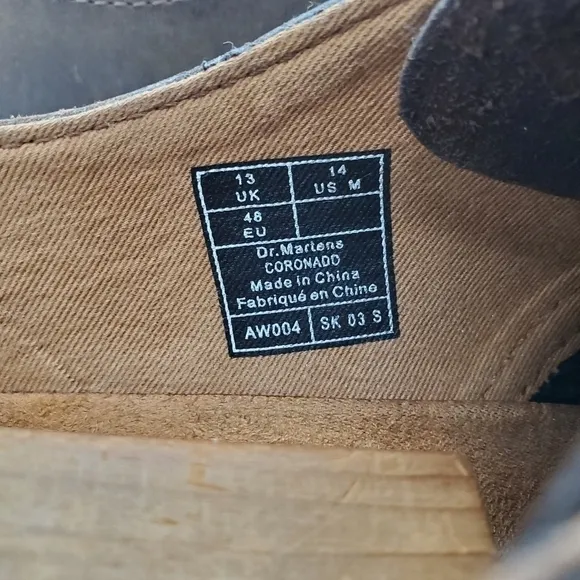 13
UK
14
US M
48
EU
Dr.Martens
CORONADO
Made in China
Fabriqué en Chine
AW004
SK 03 S